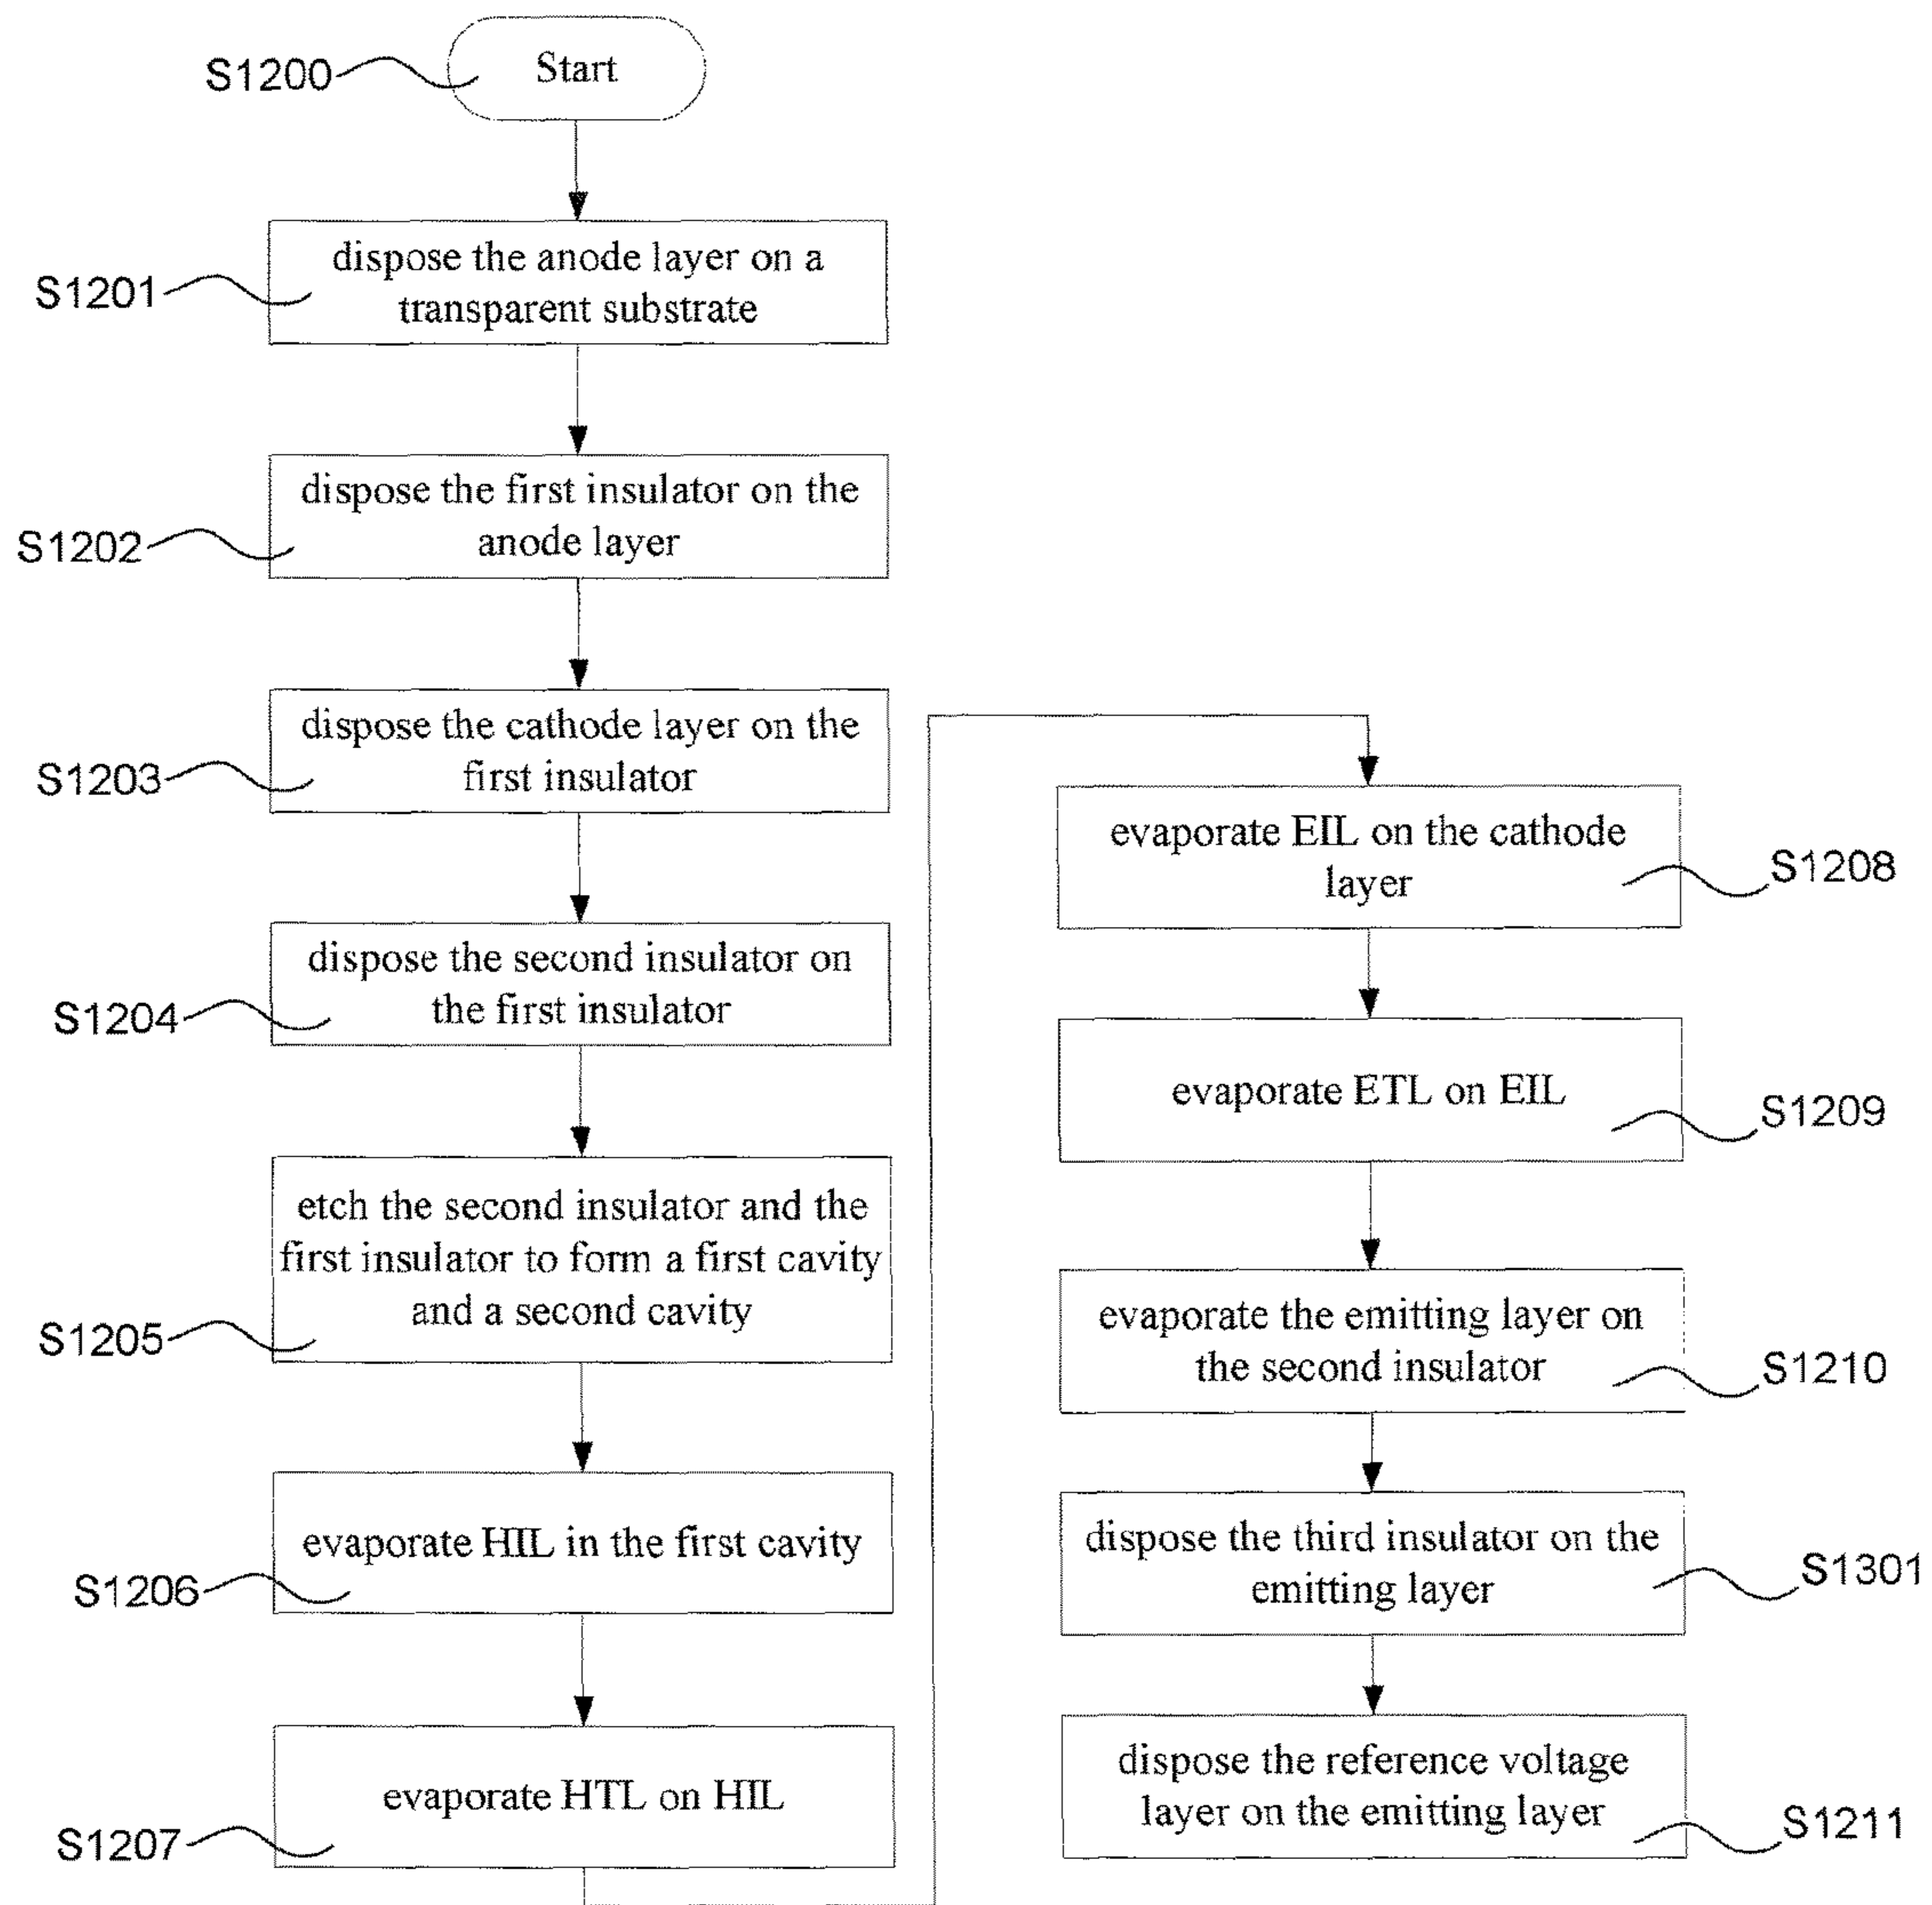 S1200
Start
S1201
dispose the anode layer on a
transparent substrate
S1202
dispose the first insulator on the
anode layer
S1203
dispose the cathode layer on the
first insulator
S1204
dispose the second insulator on
the first insulator
S1205
etch the second insulator and the
first insulator to form a first cavity
and a second cavity
S1206
evaporate HIL in the first cavity
S1207
evaporate HTL on HIL
evaporate EIL on the cathode
layer
S1208
evaporate ETL on EIL
S1209
evaporate the emitting layer on
the second insulator
S1210
dispose the third insulator on the
emitting layer
S1301
dispose the reference voltage
layer on the emitting layer
S1211